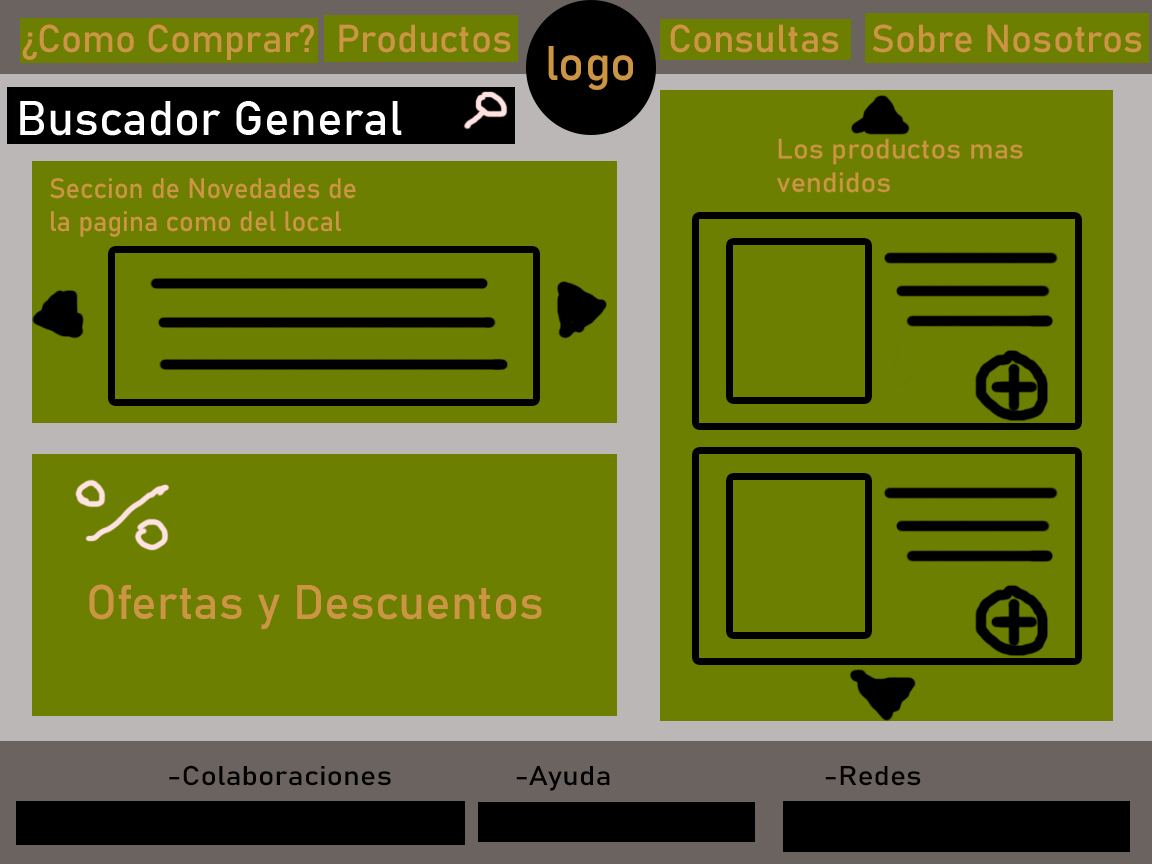 ¿Como Comprar? Productos logo Consultas Sobre Nosotros
Buscador General
Seccion de Novedades de
la pagina como del local
Los productos mas
vendidos
%
Ofertas y Descuentos
-Colaboraciones -Ayuda -Redes